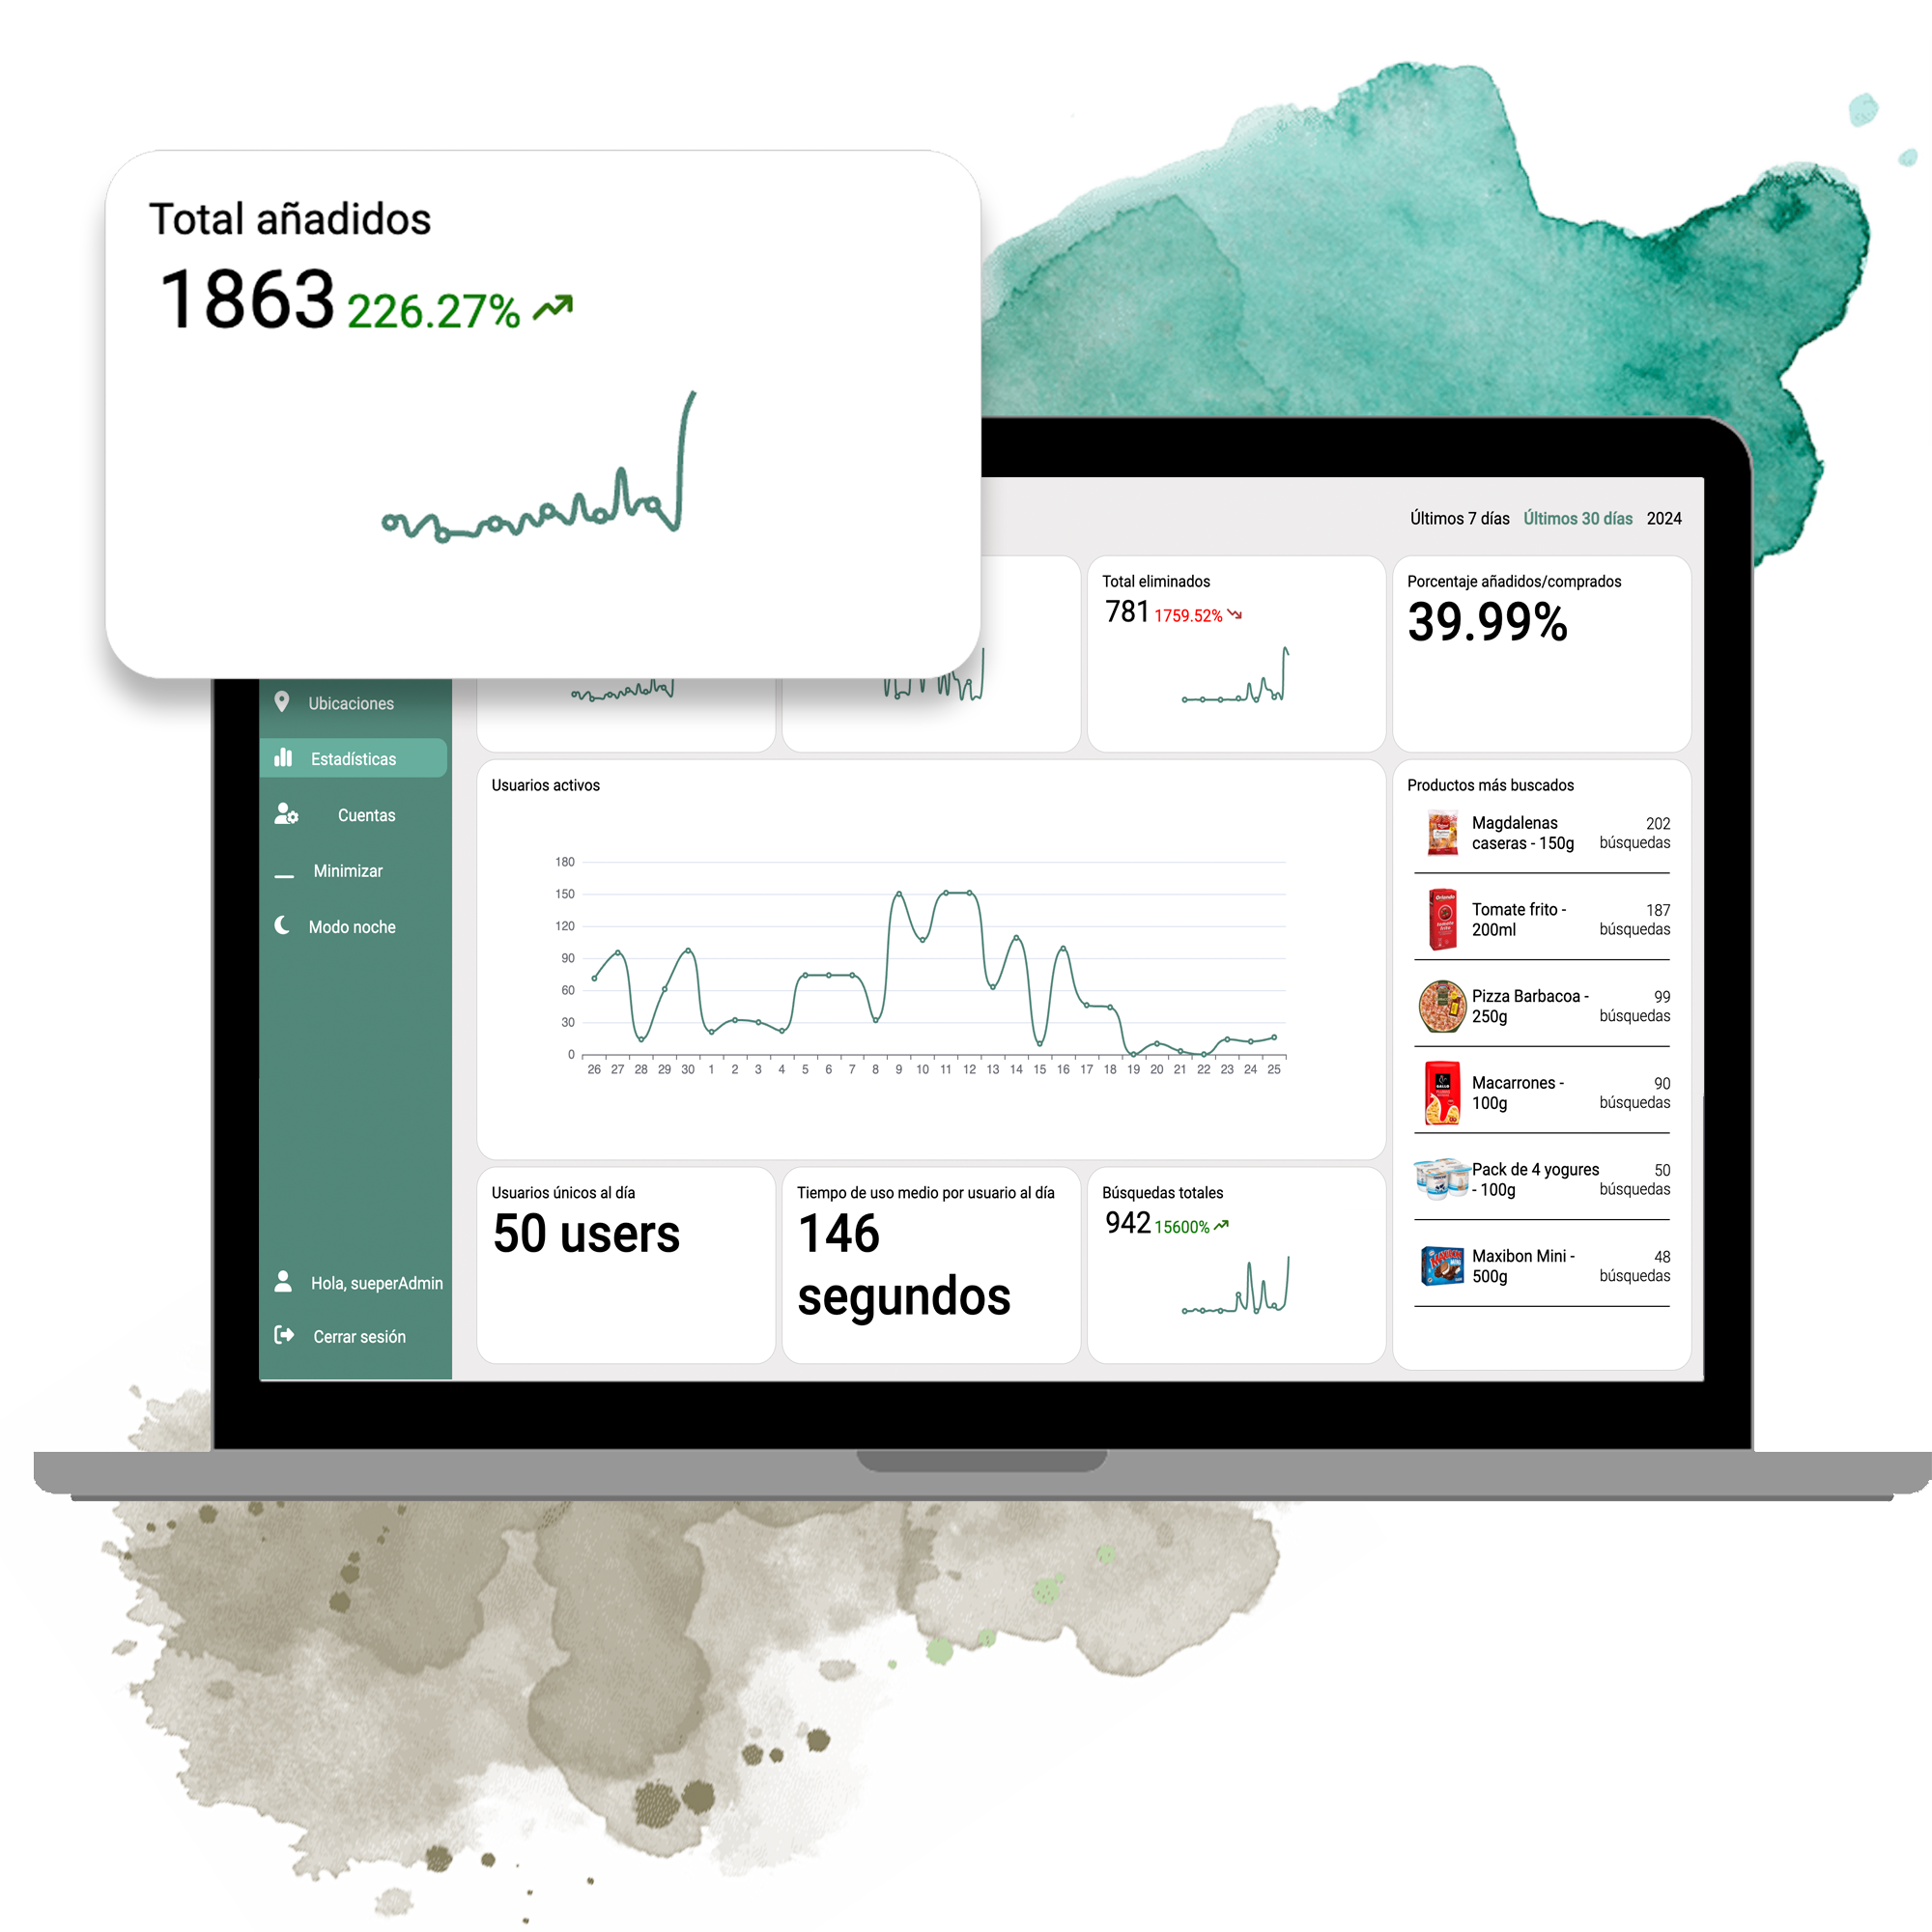 Total añadidos
1863 226.27%
Últimos 7 días Últimos 30 días 2024
Total eliminados
781 1759.52%
Porcentaje añadidos/comprados
39.99%
Ubicaciones
Estadísticas
Cuentas
Minimizar
Modo noche
Hola, sueperAdmin
Cerrar sesión
Usuarios activos
180
150
120
90
60
30
0
26 27 28 29 30 1 2 3 4 5 6 7 8 9 10 11 12 13 14 15 16 17 18 19 20 21 22 23 24 25
Productos más buscados
Magdalenas
caseras - 150g
202
búsquedas
Tomate frito -
200ml
187
búsquedas
Pizza Barbacoa -
250g
99
búsquedas
Macarrones -
100g
90
búsquedas
Pack de 4 yogures
- 100g
50
búsquedas
Maxibon Mini -
500g
48
búsquedas
Usuarios únicos al día
50 users
Tiempo de uso medio por usuario al día
146
segundos
Búsquedas totales
942 15600%